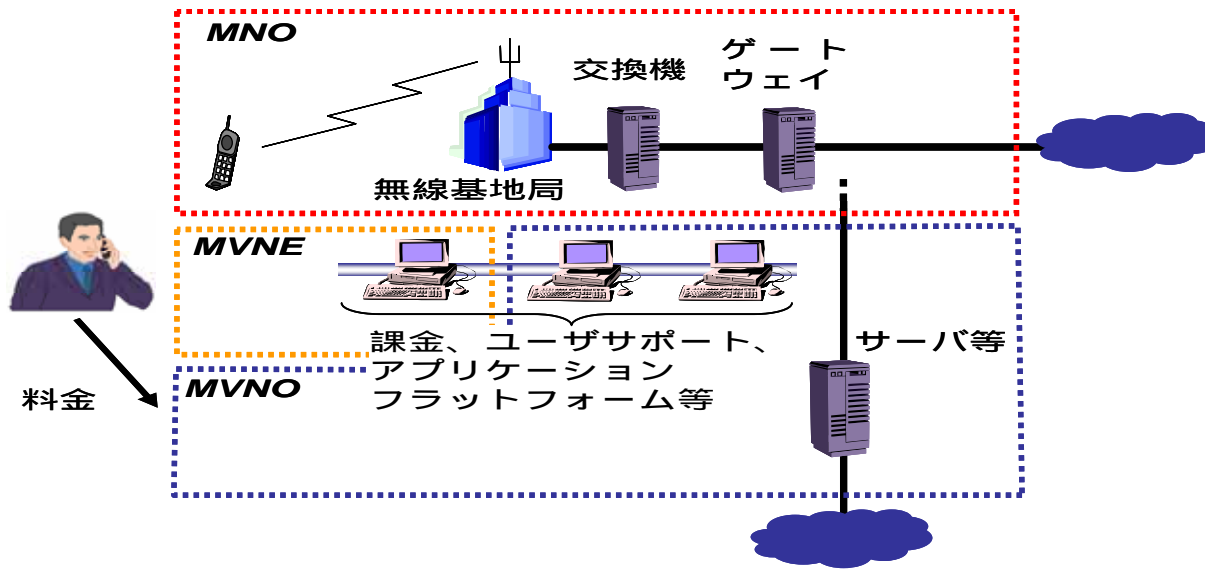 MNO
交換機
ゲート
ウェイ
無線基地局
MVNE
課金、ユーザサポート、
アプリケーション
フラットフォーム等
サーバ等
MVNO
料金